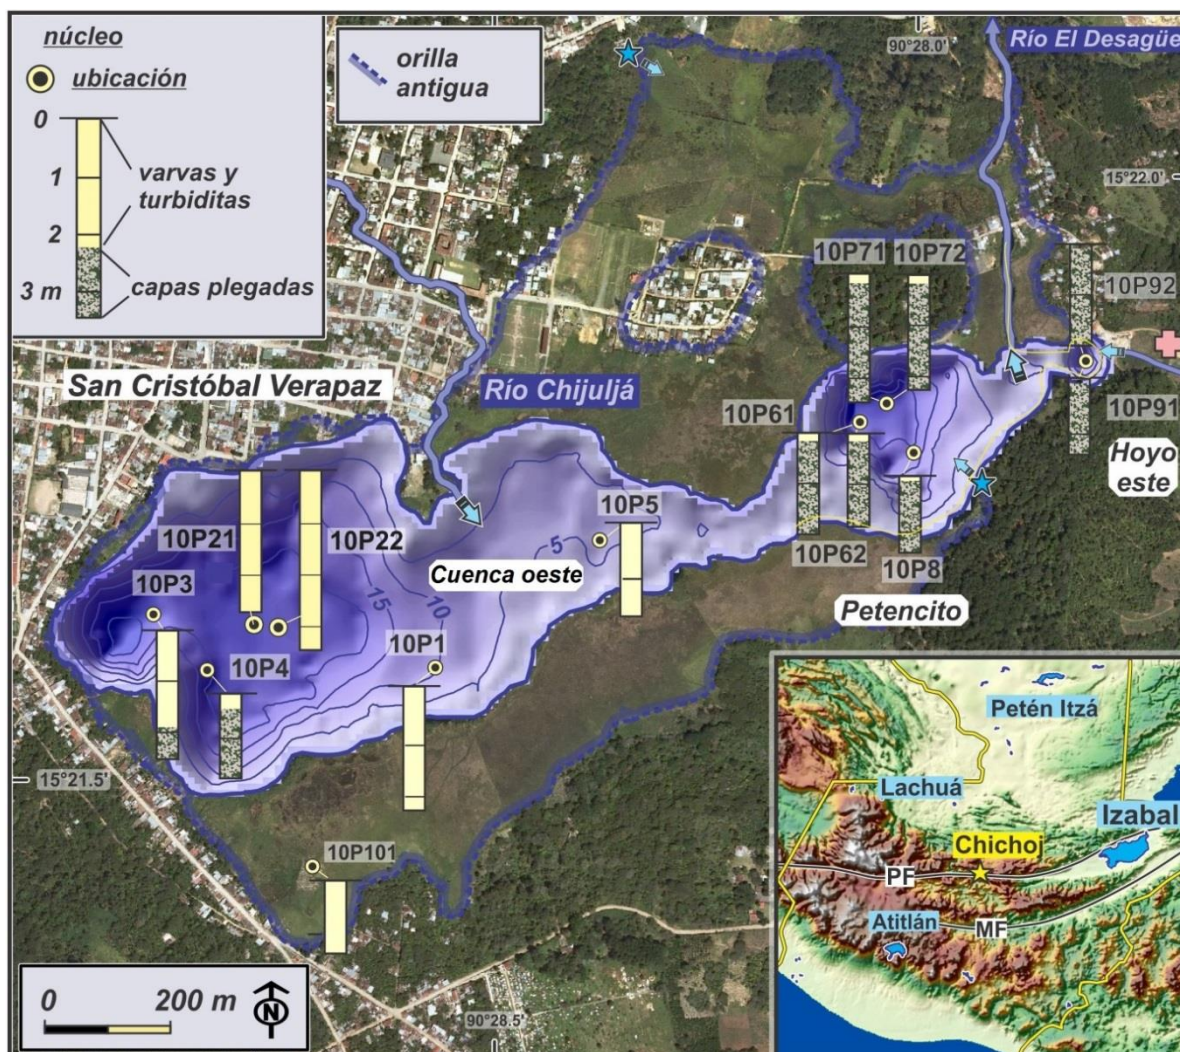 núcleo
ubicación
0
1
2
3 m
varvas y
turbiditas
capas plegadas
orilla
antigua
90°28.0'
Río El Desagüe
15°22.0'
10P71
10P72
10P92
San Cristóbal Verapaz
Río Chijuljá
10P61
10P91
Hoyo
este
10P21
10P22
10P5
10P62
10P8
5
10
15
Cuenca oeste
Petencito
10P3
10P4
10P1
15°21.5'
10P101
0
200 m
N
90°28.5'
Petén Itzá
Lachuá
Izabal
Chichoj
PF
Atitlán
MF